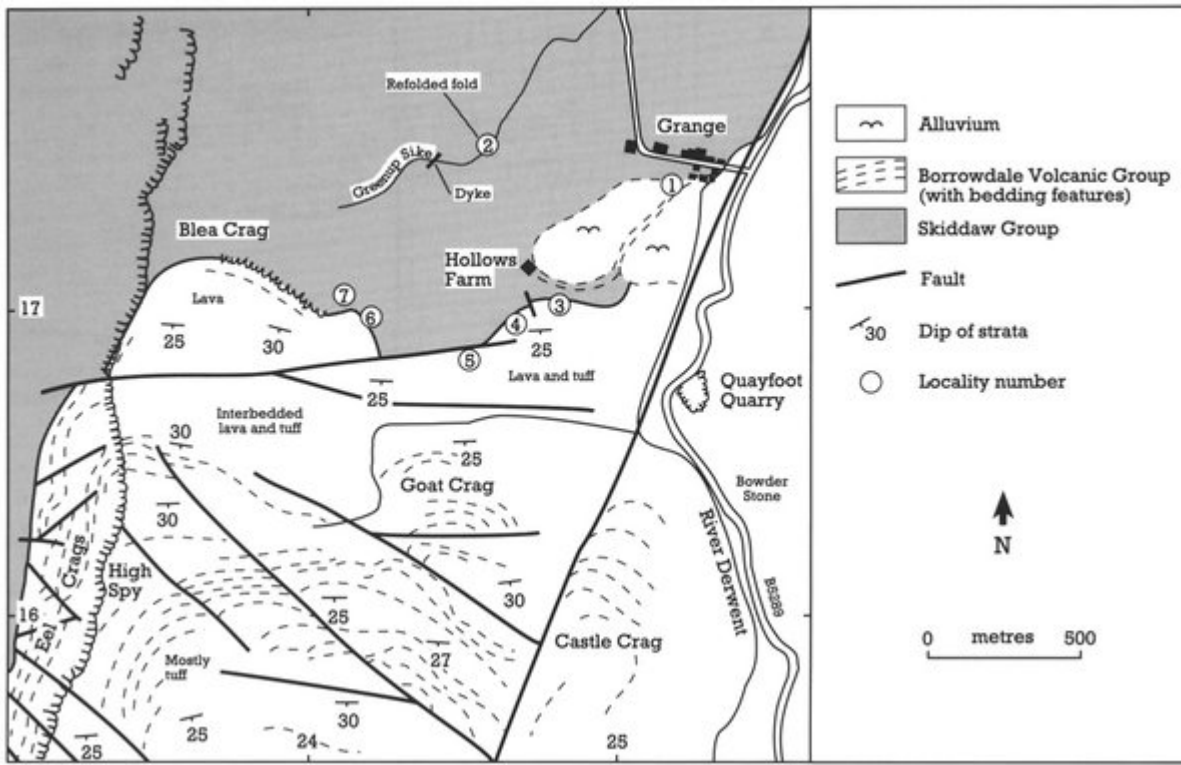 Refolded fold
Grange
2
Greenup Sike
1
Dyke
Blea Crag
Hollows
Farm
Lava
7
3
17
6
4
25
30
25
5
Lava and tuff
Quayfoot
Quarry
25
Interbedded
lava and tuff
30
25
Goat Crag
Bowder
Stone
30
River Derwent
High
Spy
Eel Crags
B5289
30
16
25
Castle Crag
27
Mostly
tuff
25
30
25
24
25
Alluvium
Borrowdale Volcanic Group
(with bedding features)
Skiddaw Group
Fault
30
Dip of strata
Locality number
N
0 metres 500